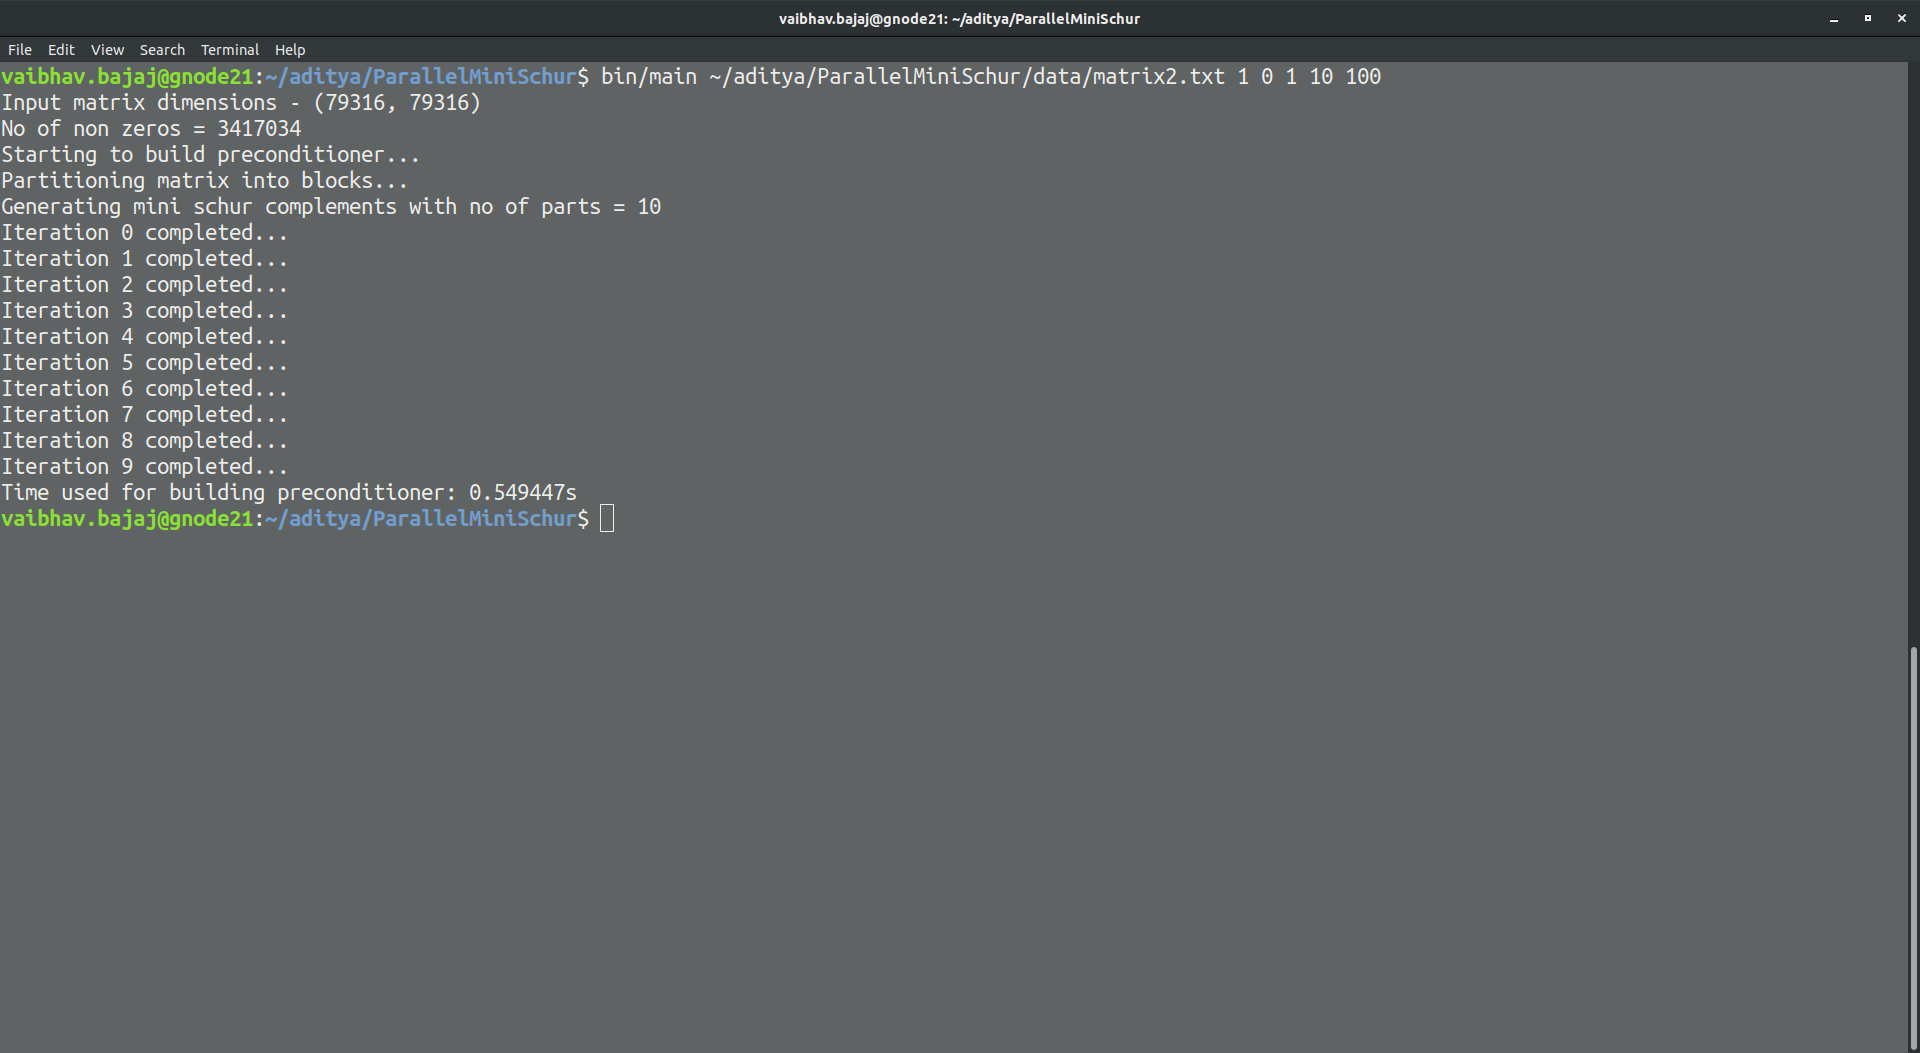 vaibhav.bajaj@gnode21: ~/aditya/ParallelMiniSchur
File Edit View Search Terminal Help
vaibhav.bajaj@gnode21:~/aditya/ParallelMiniSchur$ bin/main ~/aditya/ParallelMiniSchur/data/matrix2.txt 1 0 1 10 100
Input matrix dimensions - (79316, 79316)
No of non zeros = 3417034
Starting to build preconditioner...
Partitioning matrix into blocks...
Generating mini schur complements with no of parts = 10
Iteration 0 completed...
Iteration 1 completed...
Iteration 2 completed...
Iteration 3 completed...
Iteration 4 completed...
Iteration 5 completed...
Iteration 6 completed...
Iteration 7 completed...
Iteration 8 completed...
Iteration 9 completed...
Time used for building preconditioner: 0.549447s
vaibhav.bajaj@gnode21:~/aditya/ParallelMiniSchur$